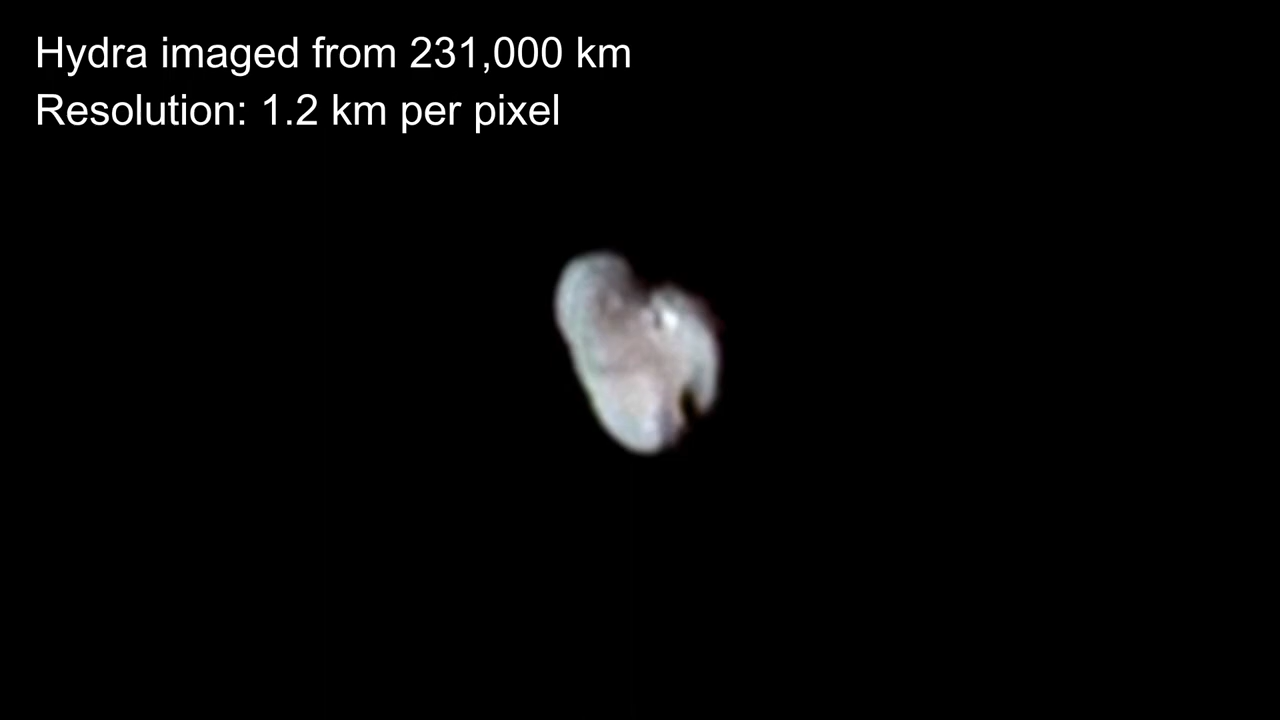 Hydra imaged from 231,000 km
Resolution: 1.2 km per pixel